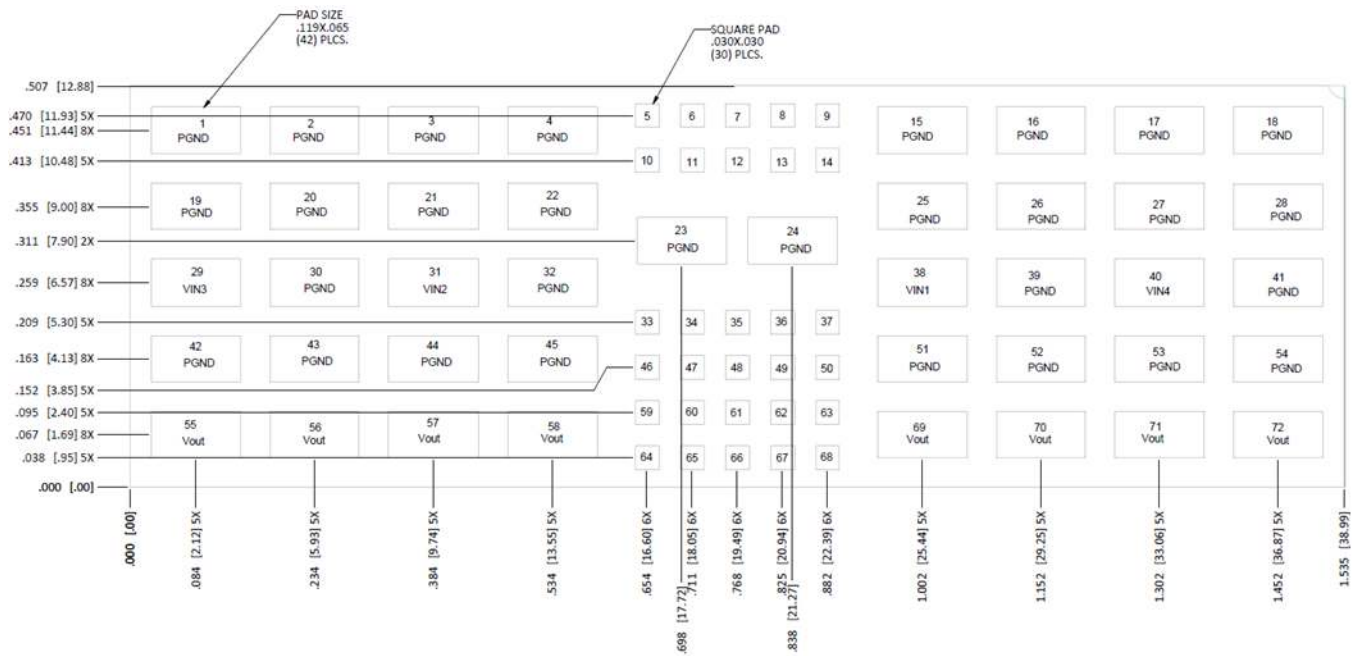 PAD SIZE
.119X.065
(42) PLCS.
SQUARE PAD
.030X.030
(30) PLCS.
.507 [12.88]
.470 [11.93] 5X
.451 [11.44] 8X
.413 [10.48] 5X
.355 [9.00] 8X
.311 [7.90] 2X
.259 [6.57] 8X
.209 [5.30] 5X
.163 [4.13] 8X
.152 [3.85] 5X
.095 [2.40] 5X
.067 [1.69] 8X
.038 [.95] 5X
.000 [.00]
1
PGND
2
PGND
3
PGND
4
PGND
5 6 7 8 9
15
PGND
16
PGND
17
PGND
18
PGND
10 11 12 13 14
19
PGND
20
PGND
21
PGND
22
PGND
23
PGND
24
PGND
25
PGND
26
PGND
27
PGND
28
PGND
29
VIN3
30
PGND
31
VIN2
32
PGND
38
VIN1
39
PGND
40
VIN4
41
PGND
33 34 35 36 37
42
PGND
43
PGND
44
PGND
45
PGND
46 47 48 49 50
51
PGND
52
PGND
53
PGND
54
PGND
55
Vout
56
Vout
57
Vout
58
Vout
59 60 61 62 63
64 65 66 67 68
69
Vout
70
Vout
71
Vout
72
Vout
.000 [.00]
.084 [2.12] 5X
.234 [5.93] 5X
.384 [9.74] 5X
.534 [13.55] 5X
.654 [16.60] 6X
.698 [17.72]
.711 [18.05] 6X
.768 [19.49] 6X
.825 [20.94] 6X
.838 [21.27]
.882 [22.39] 6X
1.002 [25.44] 5X
1.152 [29.25] 5X
1.302 [33.06] 5X
1.452 [36.87] 5X
1.535 [38.99]